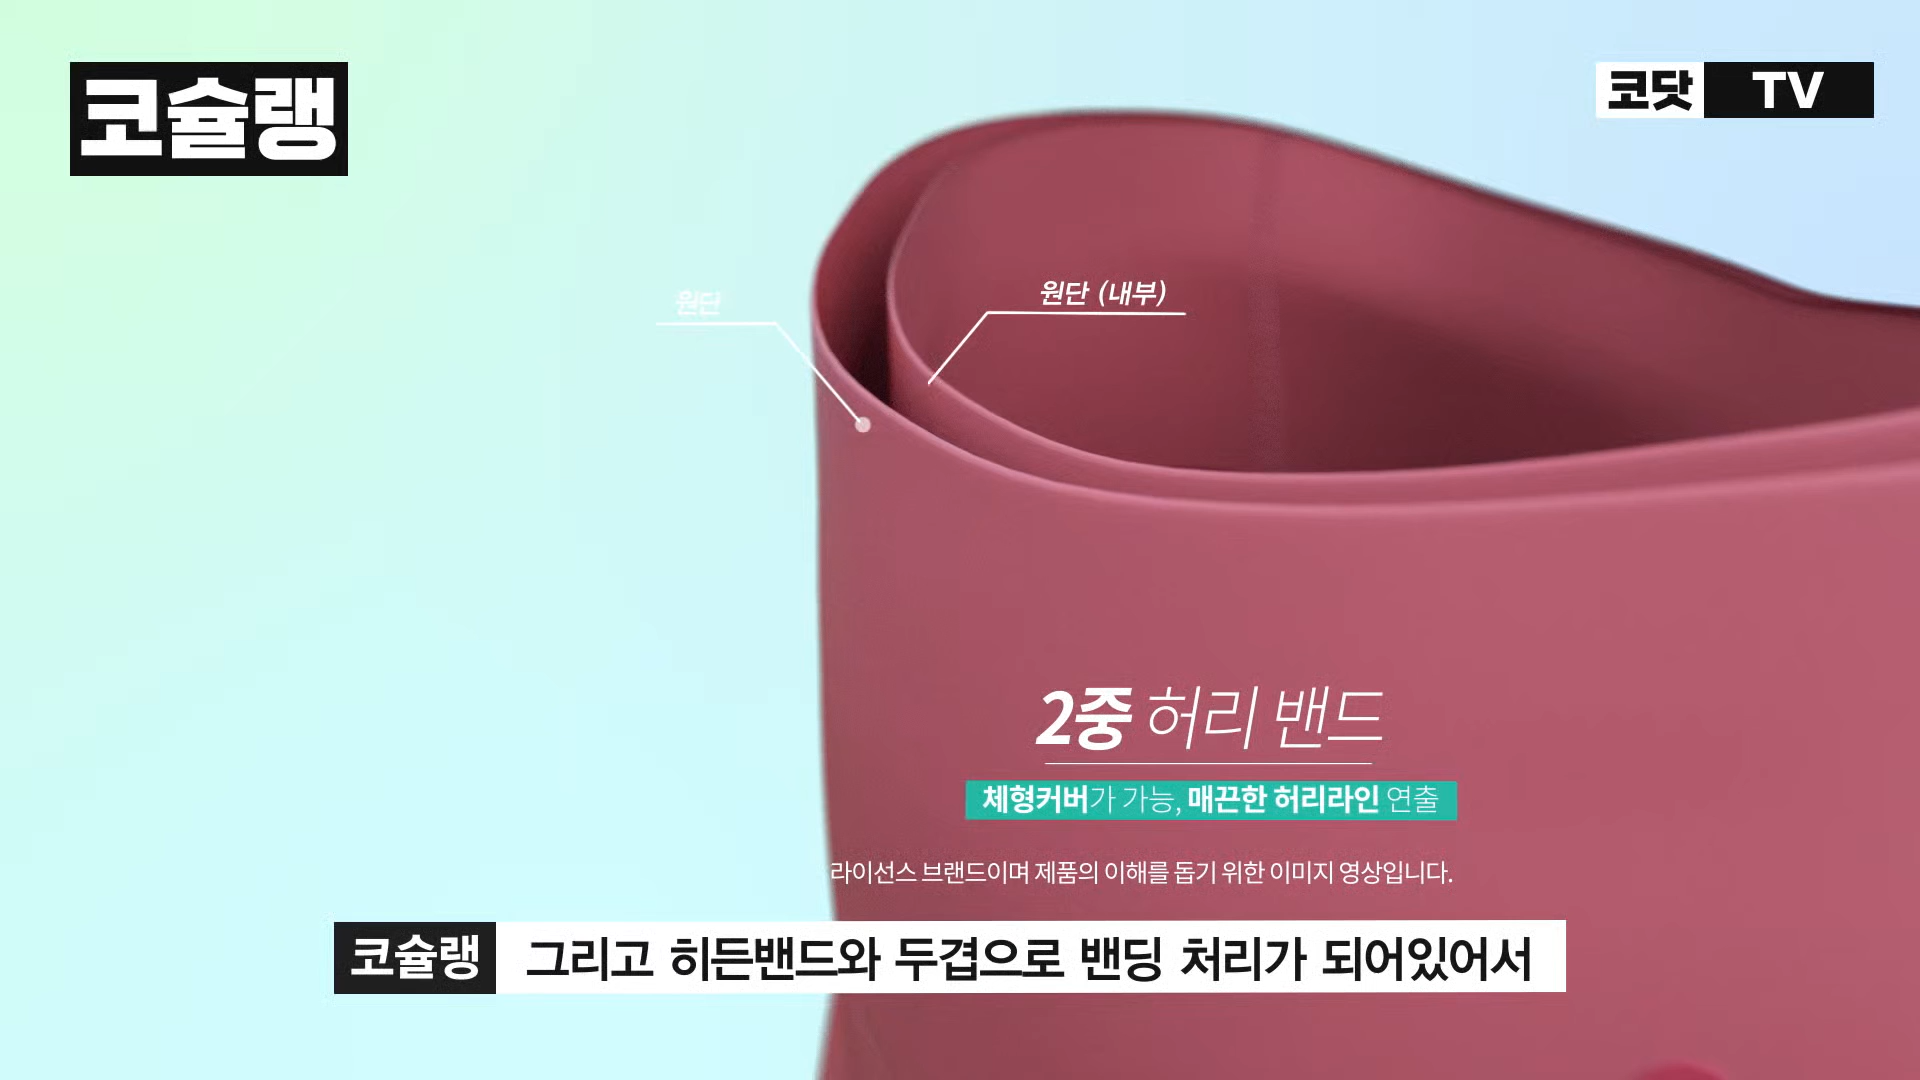 코슐랭
코닷 TV
원단
원단 (내부)
2중 허리 밴드
체형커버가 가능, 매끈한 허리라인 연출
라이선스 브랜드이며 제품의 이해를 돕기 위한 이미지 영상입니다.
코슐랭 그리고 히든밴드와 두겹으로 밴딩 처리가 되어있어서